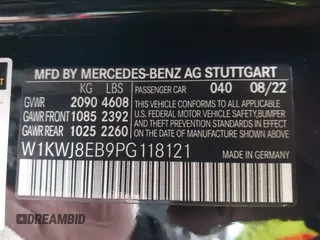 MFD BY MERCEDES-BENZ AG STUTTGART
KG LBS PASSENGER CAR 040 08/22
GVWR 2090 4608
GAWR FRONT 1085 2392
GAWR REAR 1025 2260
THIS VEHICLE CONFORMS TO ALL APPLICABLE
U.S. FEDERAL MOTOR VEHICLE SAFETY,
BUMPER, AND THEFT PREVENTION STANDARDS
IN EFFECT ON THE DATE OF MANUFACTURE
SHOWN ABOVE.
W1KWJ8EB9PG118121
MADE IN GERMANY
DREAMBID